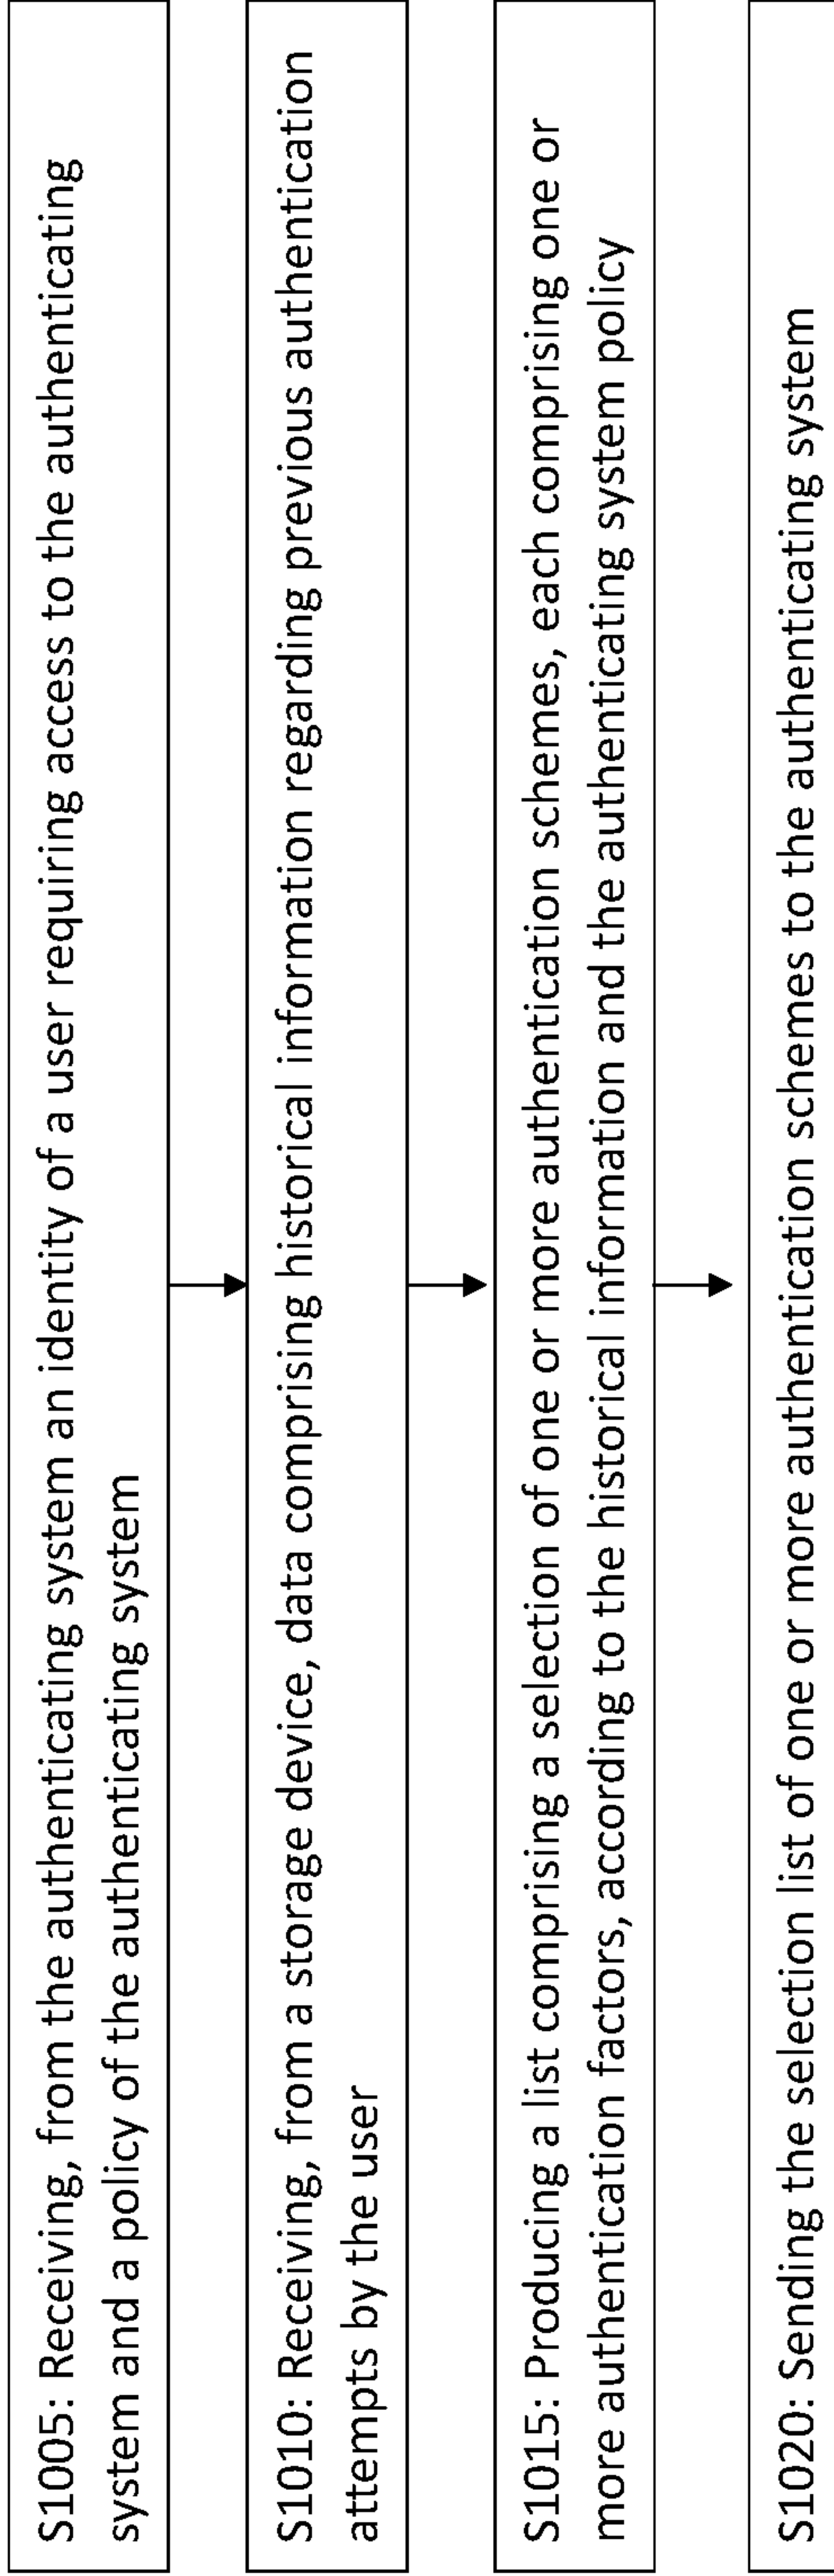 S1005: Receiving, from the authenticating system an identity of a user requiring access to the authenticating
system and a policy of the authenticating system
S1010: Receiving, from a storage device, data comprising historical information regarding previous authentication
attempts by the user
S1015: Producing a list comprising a selection of one or more authentication schemes, each comprising one or
more authentication factors, according to the historical information and the authenticating system policy
S1020: Sending the selection list of one or more authentication schemes to the authenticating system